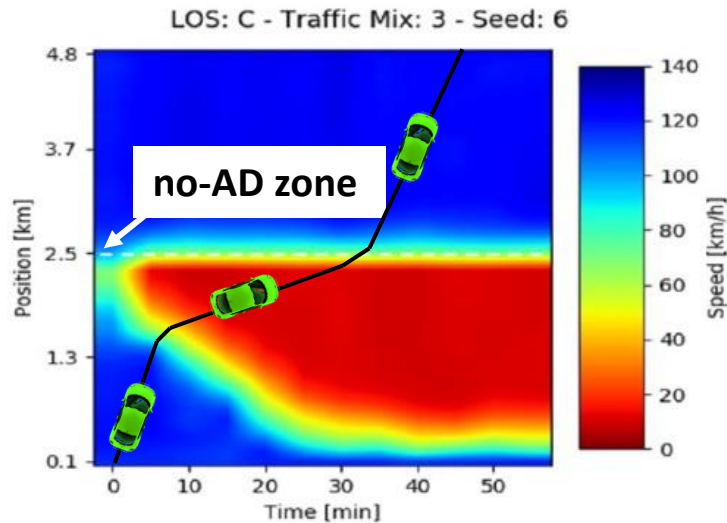 LOS: C - Traffic Mix: 3 - Seed: 6
4.8
3.7
2.5
1.3
0.1
Position [km]
no-AD zone
0 10 20 30 40 50
Time [min]
140
120
100
80
60
40
20
0
Speed [km/h]